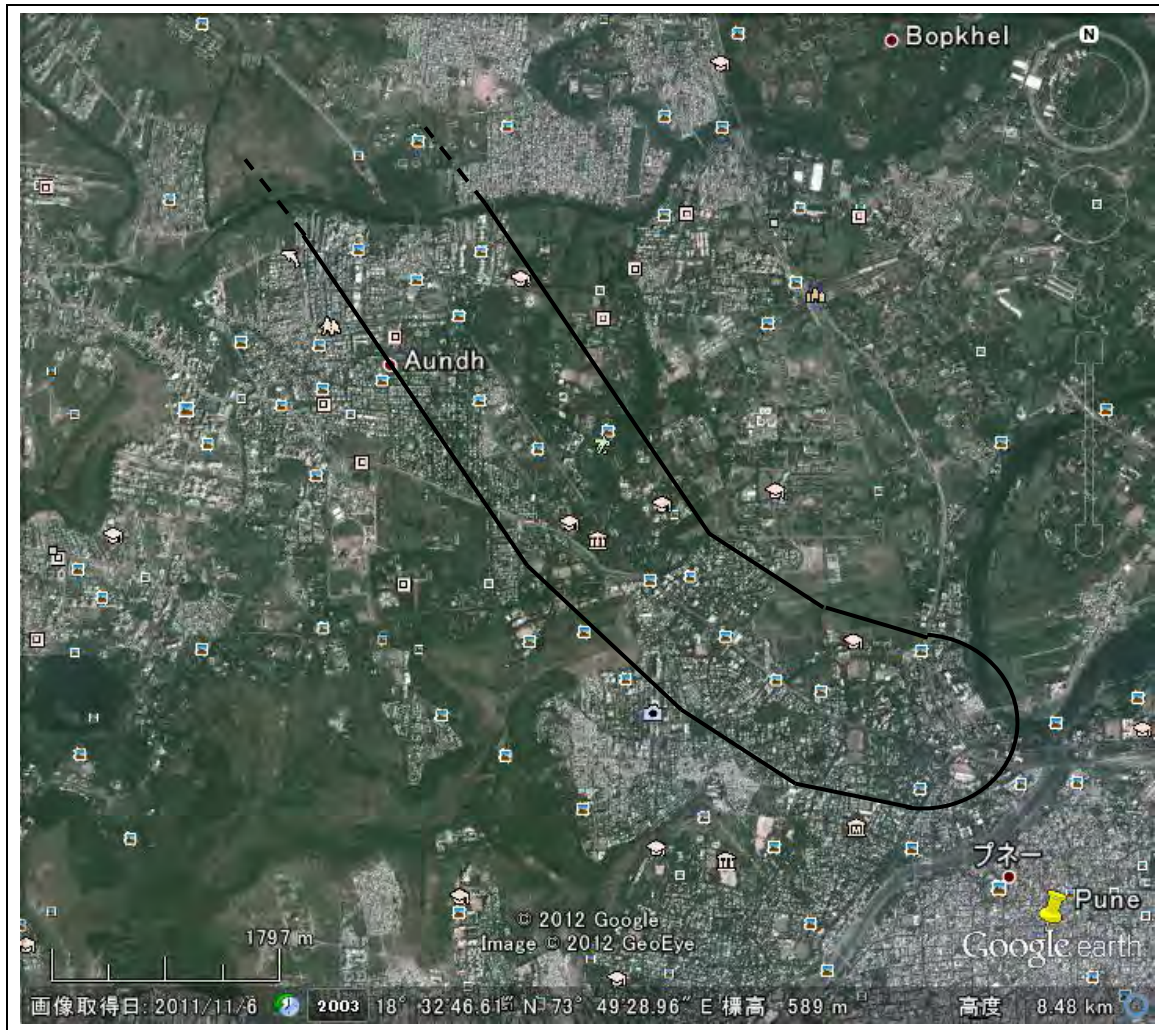 Bopkhel
N
Aundh
プネー
Pune
© 2012 Google
Image © 2012 GeoEye
Google earth
1797 m
画像取得日: 2011/11/6 2003 18° 32'46.61" N 73° 49'28.96" E 標高 589 m 高度 8.48 km